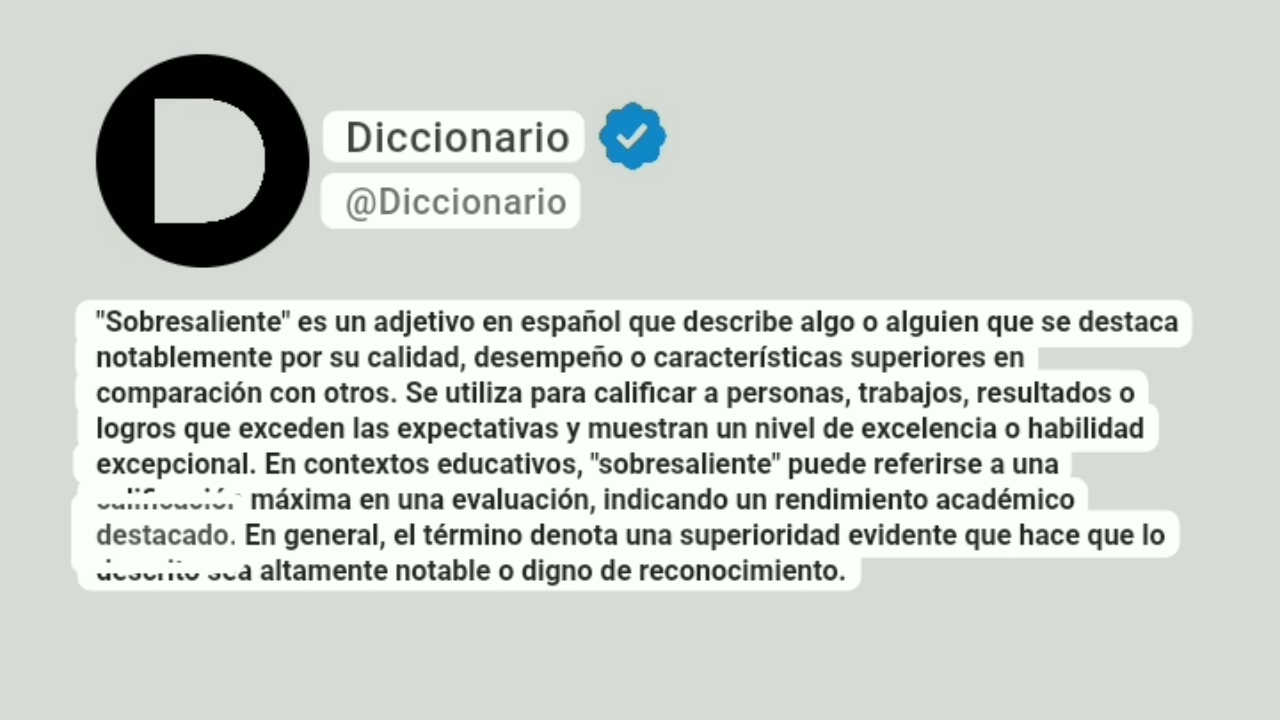 D
Diccionario
@Diccionario
"Sobresaliente" es un adjetivo en español que describe algo o alguien que se destaca
notablemente por su calidad, desempeño o características superiores en
comparación con otros. Se utiliza para calificar a personas, trabajos, resultados o
logros que exceden las expectativas y muestran un nivel de excelencia o habilidad
excepcional. En contextos educativos, "sobresaliente" puede referirse a una
calificación máxima en una evaluación, indicando un rendimiento académico
destacado. En general, el término denota una superioridad evidente que hace que lo
descrito sea altamente notable o digno de reconocimiento.